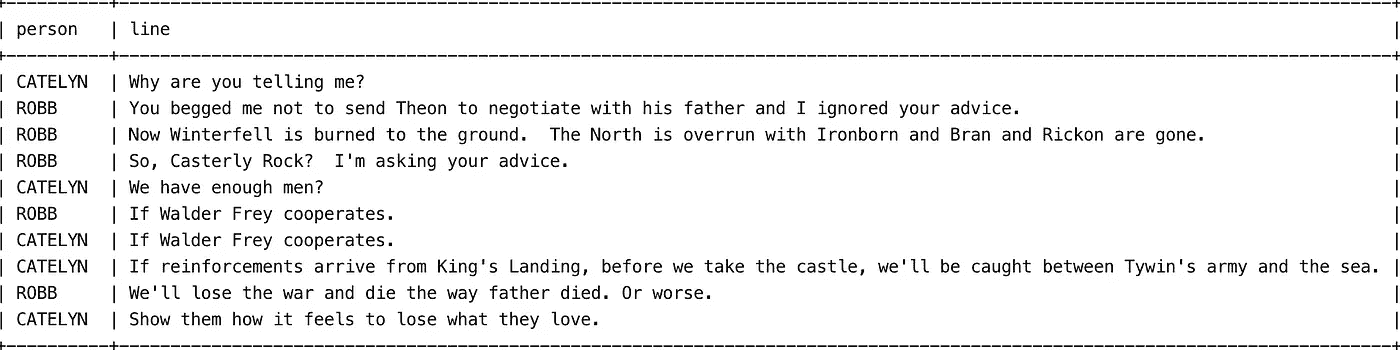 | person | line |
| CATELYN | Why are you telling me? |
| ROBB | You begged me not to send Theon to negotiate with his father and I ignored your advice. |
| ROBB | Now Winterfell is burned to the ground.  The North is overrun with Ironborn and Bran and Rickon are gone. |
| ROBB | So, Casterly Rock?  I'm asking your advice. |
| CATELYN | We have enough men? |
| ROBB | If Walder Frey cooperates. |
| CATELYN | If Walder Frey cooperates. |
| CATELYN | If reinforcements arrive from King's Landing, before we take the castle, we'll be caught between Tywin's army and the sea. |
| ROBB | We'll lose the war and die the way father died. Or worse. |
| CATELYN | Show them how it feels to lose what they love. |